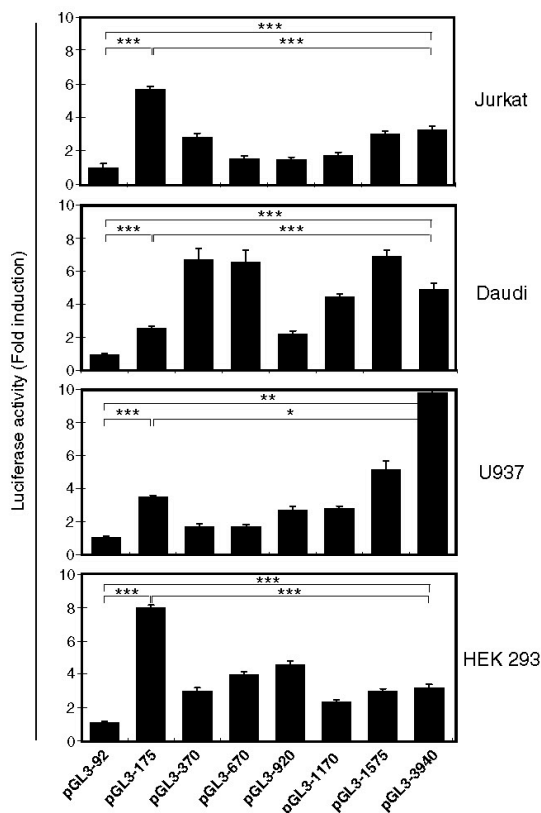 Luciferase activity (Fold induction)
10
8
6
4
2
0
***
***
***
Jurkat
10
8
6
4
2
0
***
***
***
Daudi
10
8
6
4
2
0
**
***
*
U937
10
8
6
4
2
0
***
***
***
HEK 293
pGL3-92
pGL3-175
pGL3-370
pGL3-670
pGL3-920
pGL3-1170
pGL3-1575
pGL3-3940